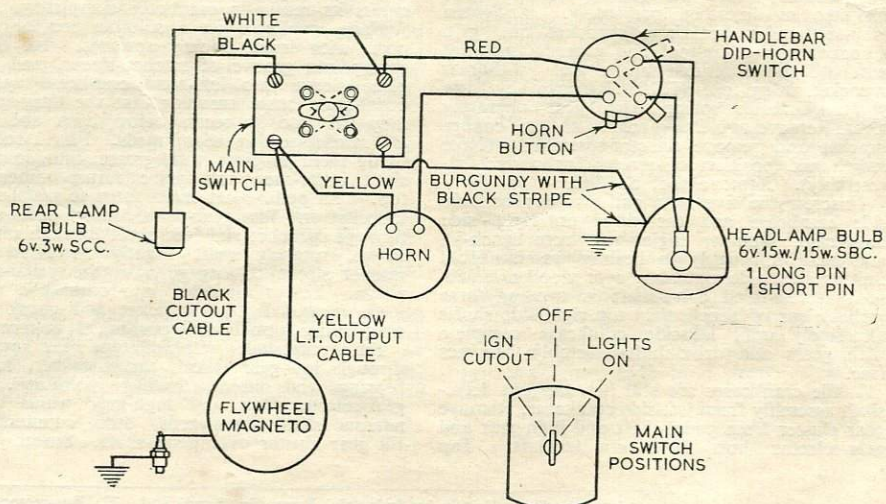 WHITE
BLACK
RED
HANDLEBAR
DIP-HORN
SWITCH
MAIN
SWITCH
YELLOW
HORN
BUTTON
BURGUNDY WITH
BLACK STRIPE
REAR LAMP
BULB
6v.3w. SCC.
HORN
HEADLAMP BULB
6v.15w./15w.SBC.
1 LONG PIN
1 SHORT PIN
BLACK
CUTOUT
CABLE
YELLOW
L.T. OUTPUT
CABLE
OFF
IGN
CUTOUT
LIGHTS
ON
FLYWHEEL
MAGNETO
MAIN
SWITCH
POSITIONS